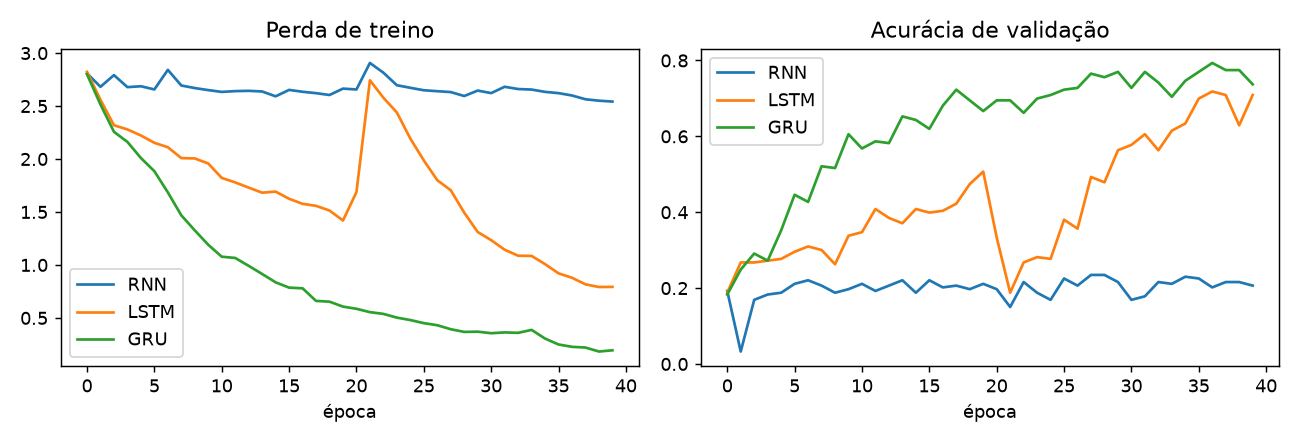 Perda de treino
3.0
2.5
2.0
1.5
1.0
0.5
RNN
LSTM
GRU
0 5 10 15 20 25 30 35 40
época
Acurácia de validação
0.8
0.6
0.4
0.2
0.0
RNN
LSTM
GRU
0 5 10 15 20 25 30 35 40
época